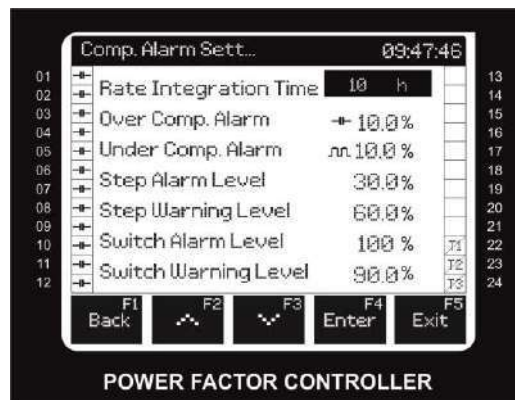 Comp. Alarm Sett... 09:47:46
01 13
Rate Integration Time 10 h
02 14
03 Over Comp. Alarm 10.0% 15
04 16
05 Under Comp. Alarm 10.0 % 17
06 Step Alarm Level 30.0% 18
07 19
08 Step Warning Level 60.0% 20
09 21
10 Switch Alarm Level 100 % T1 22
11 T2 23
Switch Warning Level 90.0%
12 T3 24
F1 F2 F3 F4 F5
Back Enter Exit
POWER FACTOR CONTROLLER